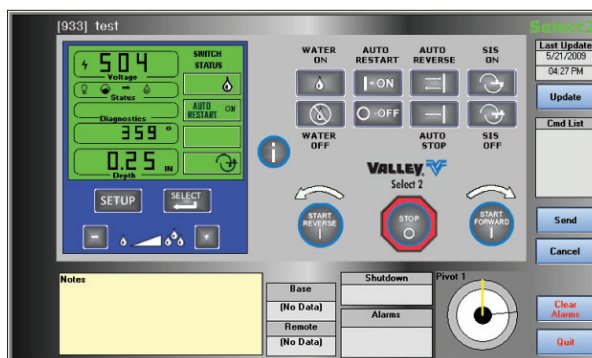 [933] test
Select2
504
Voltage
Status
Diagnostics
359 °
0.25 IN
Depth
SWITCH
STATUS
AUTO
RESTART ON
SETUP
SELECT
-
+
WATER
ON
AUTO
RESTART
AUTO
REVERSE
SIS
ON
I-ON
O-OFF
WATER
OFF
AUTO
STOP
SIS
OFF
i
VALLEY
Select 2
START
REVERSE
I
STOP
O
START
FORWARD
I
Last Update
5/21/2009
04:27 PM
Update
Cmd List
Send
Cancel
Clear
Alarms
Quit
Notes
Base
(No Data)
Remote
(No Data)
Shutdown
Alarms
Pivot 1